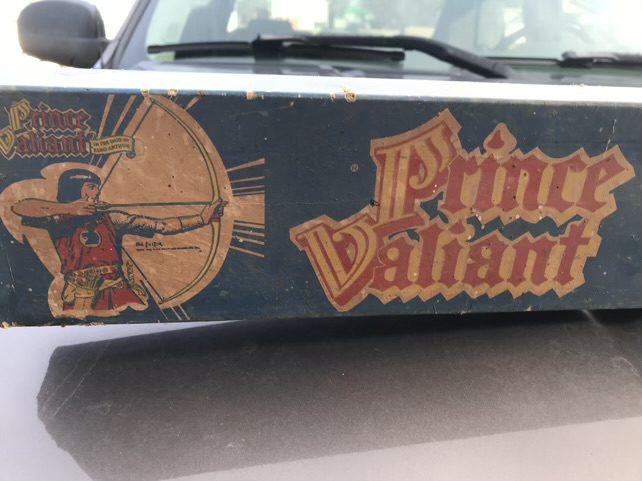 Prince
Valiant
IN THE DAYS OF
KING ARTHUR
®
Prince
Valiant